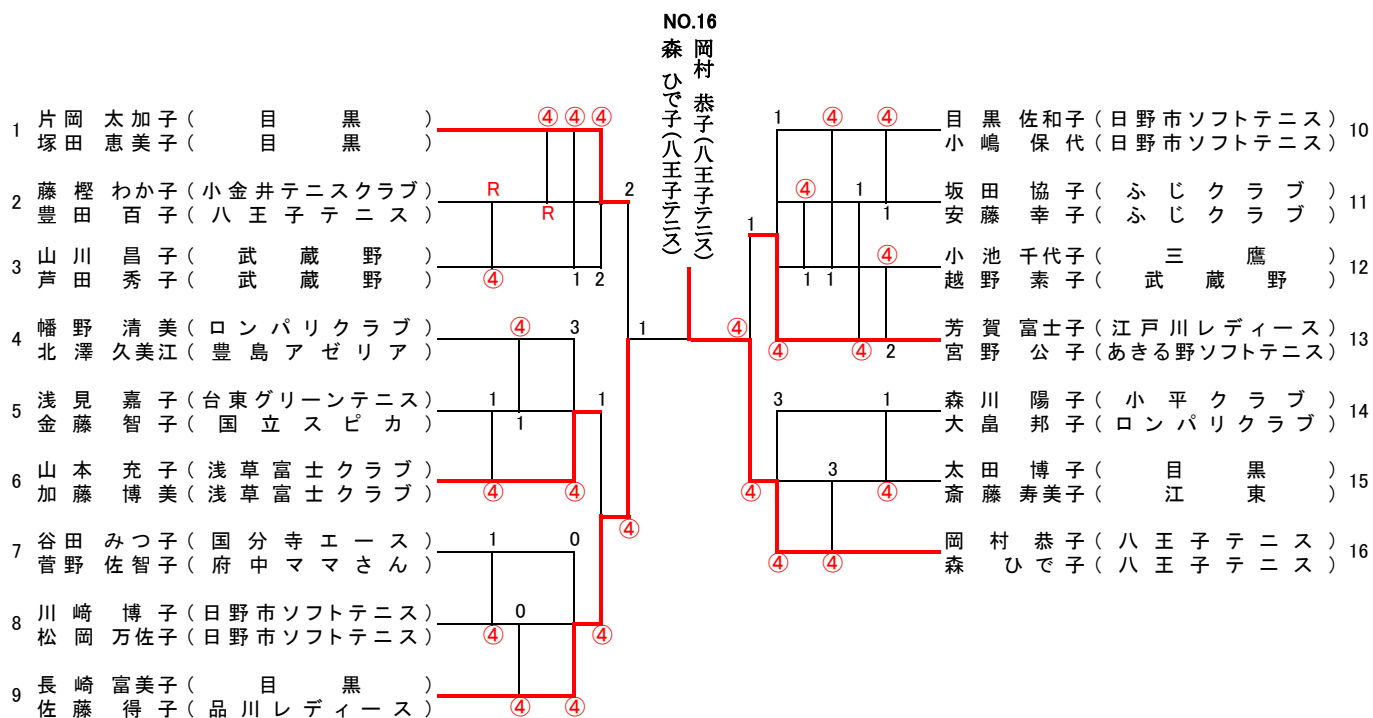 NO.16
岡村 恭子(八王子テニス)
森 ひで子(八王子テニス)
1 片岡 太加子(目黒) ④ ④ ④
塚田 恵美子(目黒)
2 藤樫 わか子(小金井テニスクラブ) R 2
豊田 百子(八王子テニス) R
3 山川 昌子(武蔵野)
芦田 秀子(武蔵野) ④ 1 2
4 幡野 清美(ロンパリクラブ) ④ 3 1
北澤 久美江(豊島アゼリア)
5 浅見 嘉子(台東グリーンテニス) 1 1
金藤 智子(国立スピカ) 1
6 山本 充子(浅草富士クラブ)
加藤 博美(浅草富士クラブ) ④ ④
④
7 谷田 みつ子(国分寺エース) 1 0
菅野 佐智子(府中ママさん)
8 川﨑 博子(日野市ソフトテニス) 0
松岡 万佐子(日野市ソフトテニス) ④ ④
9 長崎 富美子(目黒)
佐藤 得子(品川レディース) ④ ④
1 ④ ④ 目黒 佐和子(日野市ソフトテニス) 10
小嶋 保代(日野市ソフトテニス)
④ 1 坂田 協子(ふじクラブ) 11
1 安藤 幸子(ふじクラブ)
1 ④ 小池 千代子(三鷹) 12
1 1 越野 素子(武蔵野)
④ 芳賀 富士子(江戸川レディース) 13
④ ④ 2 宮野 公子(あきる野ソフトテニス)
3 1 森川 陽子(小平クラブ) 14
大畠 邦子(ロンパリクラブ)
3 太田 博子(目黒) 15
④ ④ 斎藤 寿美子(江東)
岡村 恭子(八王子テニス) 16
④ ④ 森 ひで子(八王子テニス)